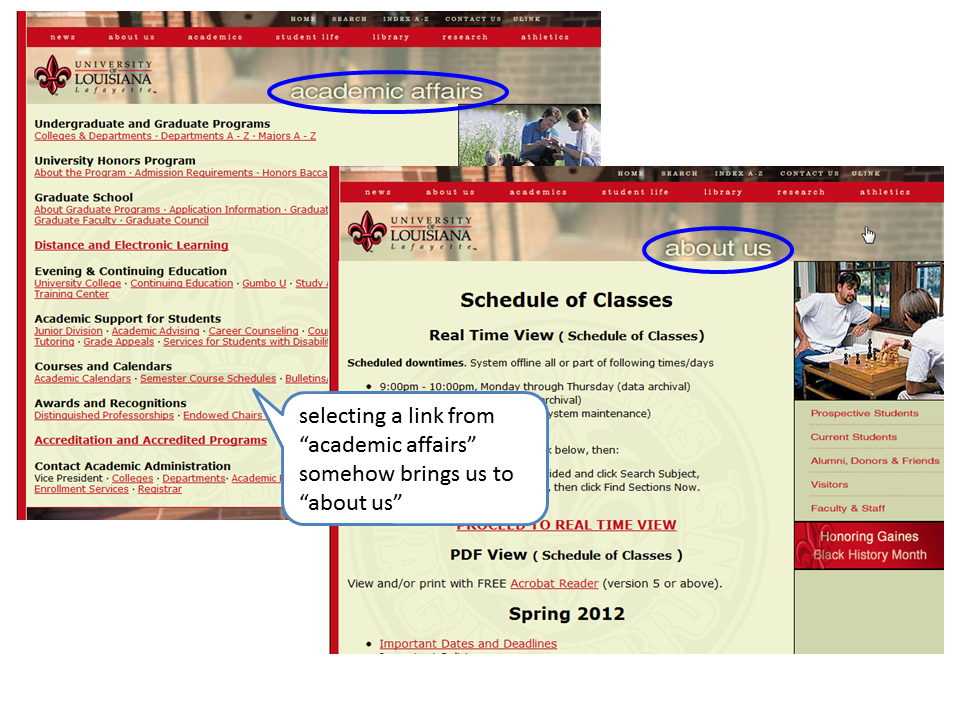 HOME SEARCH INDEX A-Z CONTACT US ULINK
news about us academics student life library research athletics
UNIVERSITY
OF
LOUISIANA
Lafayette™
academic affairs
Undergraduate and Graduate Programs
Colleges & Departments · Departments A - Z · Majors A - Z
University Honors Program
About the Program · Admission Requirements · Honors Bacca
Graduate School
About Graduate Programs · Application Information · Graduat
Graduate Faculty · Graduate Council
Distance and Electronic Learning
Evening & Continuing Education
University College · Continuing Education · Gumbo U · Study
Training Center
Academic Support for Students
Junior Division · Academic Advising · Career Counseling · Cou
Tutoring · Grade Appeals · Services for Students with Disabili
Courses and Calendars
Academic Calendars · Semester Course Schedules · Bulletins
Awards and Recognitions
Distinguished Professorships · Endowed Chairs
Accreditation and Accredited Programs
Contact Academic Administration
Vice President · Colleges · Departments· Academic
Enrollment Services · Registrar
selecting a link from
“academic affairs”
somehow brings us to
“about us”
HOME SEARCH INDEX A-Z CONTACT US ULINK
news about us academics student life library research athletics
UNIVERSITY
OF
LOUISIANA
Lafayette™
about us
Schedule of Classes
Real Time View ( Schedule of Classes)
Scheduled downtimes. System offline all or part of following times/days
• 9:00pm - 10:00pm, Monday through Thursday (data archival)
rchival)
ystem maintenance)
k below, then:
ided and click Search Subject,
, then click Find Sections Now.
PROCEED TO REAL TIME VIEW
PDF View ( Schedule of Classes )
View and/or print with FREE Acrobat Reader (version 5 or above).
Spring 2012
• Important Dates and Deadlines
Prospective Students
Current Students
Alumni, Donors & Friends
Visitors
Faculty & Staff
Honoring Gaines
Black History Month